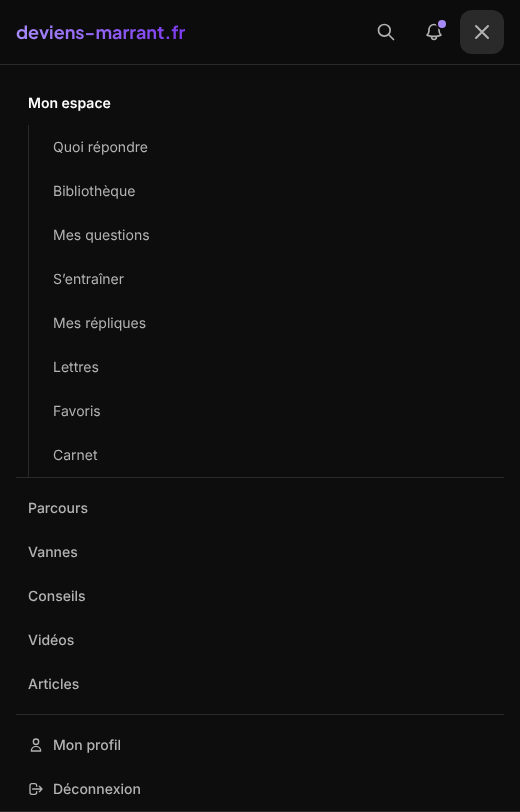 deviens-marrant.fr
Mon espace
Quoi répondre
Bibliothèque
Mes questions
S’entraîner
Mes répliques
Lettres
Favoris
Carnet
Parcours
Vannes
Conseils
Vidéos
Articles
Mon profil
Déconnexion